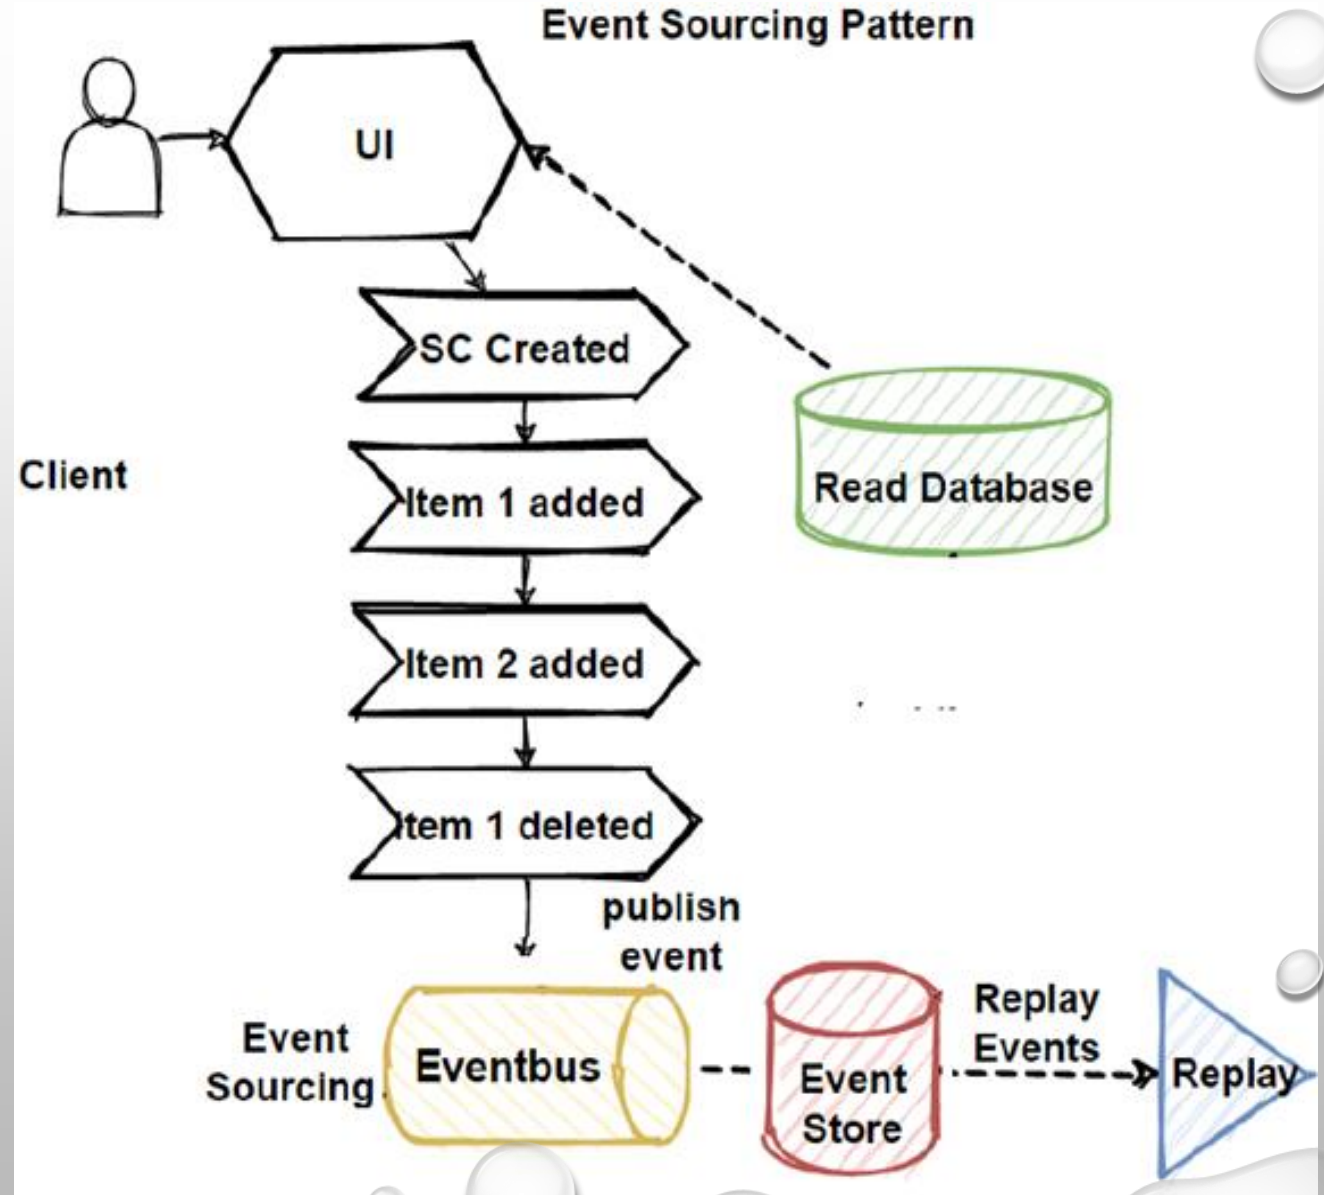 Event Sourcing Pattern
UI
SC Created
Client
Item 1 added
Read Database
Item 2 added
Item 1 deleted
publish
event
Event
Sourcing
Eventbus
Event
Store
Replay
Events
Replay